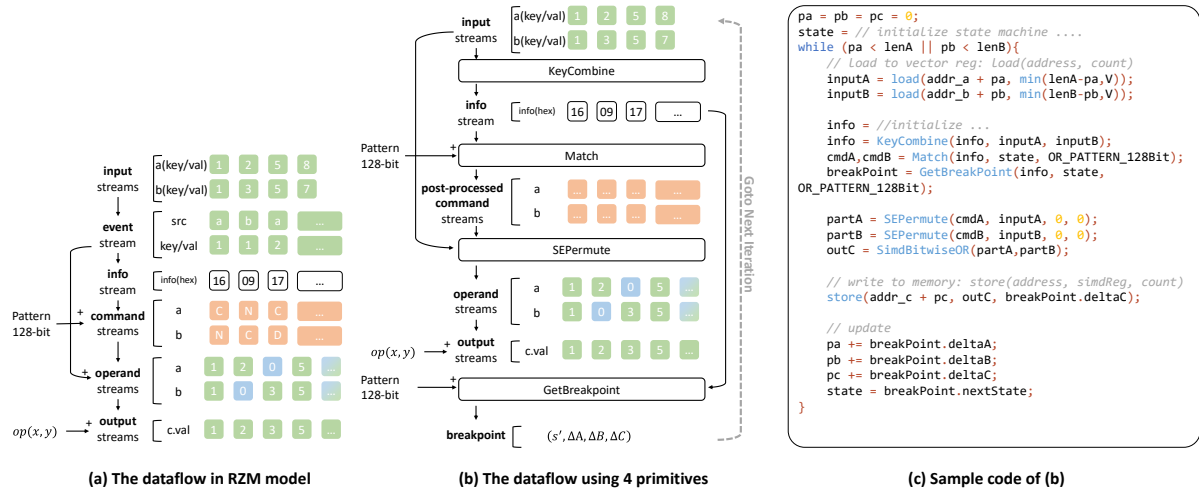 input
streams
a(key/val) 1 2 5 8
b(key/val) 1 3 5 7
event
stream
src a b a ...
key/val 1 1 2 ...
info
stream
info(hex) 16 09 17 ...
Pattern
128-bit
+
command
streams
a C N C ...
b N C D ...
+
operand
streams
a 1 2 0 5 ...
b 1 0 3 5 ...
op(x, y)
+
output
streams
c.val 1 2 3 5 ...
(a) The dataflow in RZM model
input
streams
a(key/val) 1 2 5 8
b(key/val) 1 3 5 7
KeyCombine
info
stream
info(hex) 16 09 17 ...
Pattern
128-bit
+
Match
post-processed
command
streams
a ... ... ... ...
b ... ... ... ...
SEPermute
operand
streams
a 1 2 0 5 ...
b 1 0 3 5 ...
op(x, y)
+
output
streams
c.val 1 2 3 5 ...
Pattern
128-bit
+
GetBreakpoint
breakpoint
(s′, ΔA, ΔB, ΔC)
Goto Next Iteration
(b) The dataflow using 4 primitives
pa = pb = pc = 0;
state = // initialize state machine ....
while (pa < lenA || pb < lenB){
// load to vector reg: load(address, count)
inputA = load(addr_a + pa, min(lenA-pa,V));
inputB = load(addr_b + pb, min(lenB-pb,V));
info = //initialize ...
info = KeyCombine(info, inputA, inputB);
cmdA,cmdB = Match(info, state, OR_PATTERN_128Bit);
breakPoint = GetBreakPoint(info, state,
OR_PATTERN_128Bit);
partA = SEPermute(cmdA, inputA, 0, 0);
partB = SEPermute(cmdB, inputB, 0, 0);
outC = SimdBitwiseOR(partA,partB);
// write to memory: store(address, simdReg, count)
store(addr_c + pc, outC, breakPoint.deltaC);
// update
pa += breakPoint.deltaA;
pb += breakPoint.deltaB;
pc += breakPoint.deltaC;
state = breakPoint.nextState;
}
(c) Sample code of (b)